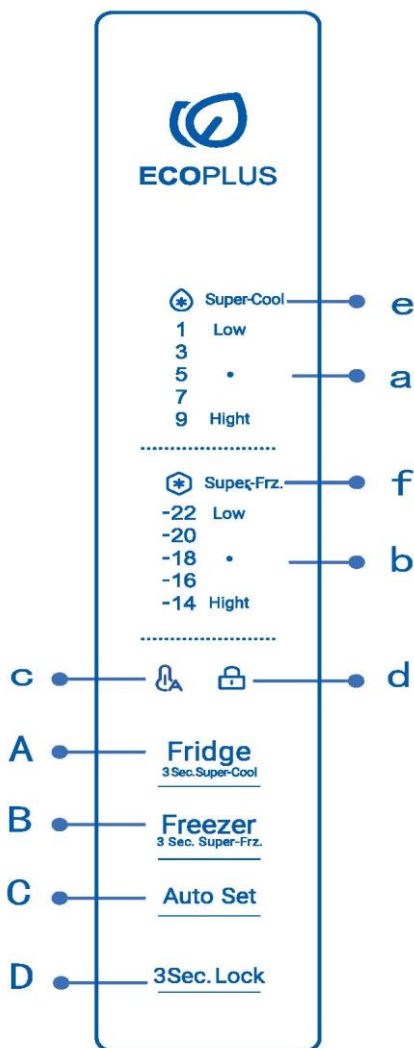 ECOPLUS
Super-Cool e
1 Low
3
5 • a
7
9 Hight
Super-Frz. f
-22 Low
-20
-18 • b
-16
-14 Hight
c A d
A Fridge
3 Sec. Super-Cool
B Freezer
3 Sec. Super-Frz.
C Auto Set
D 3Sec. Lock